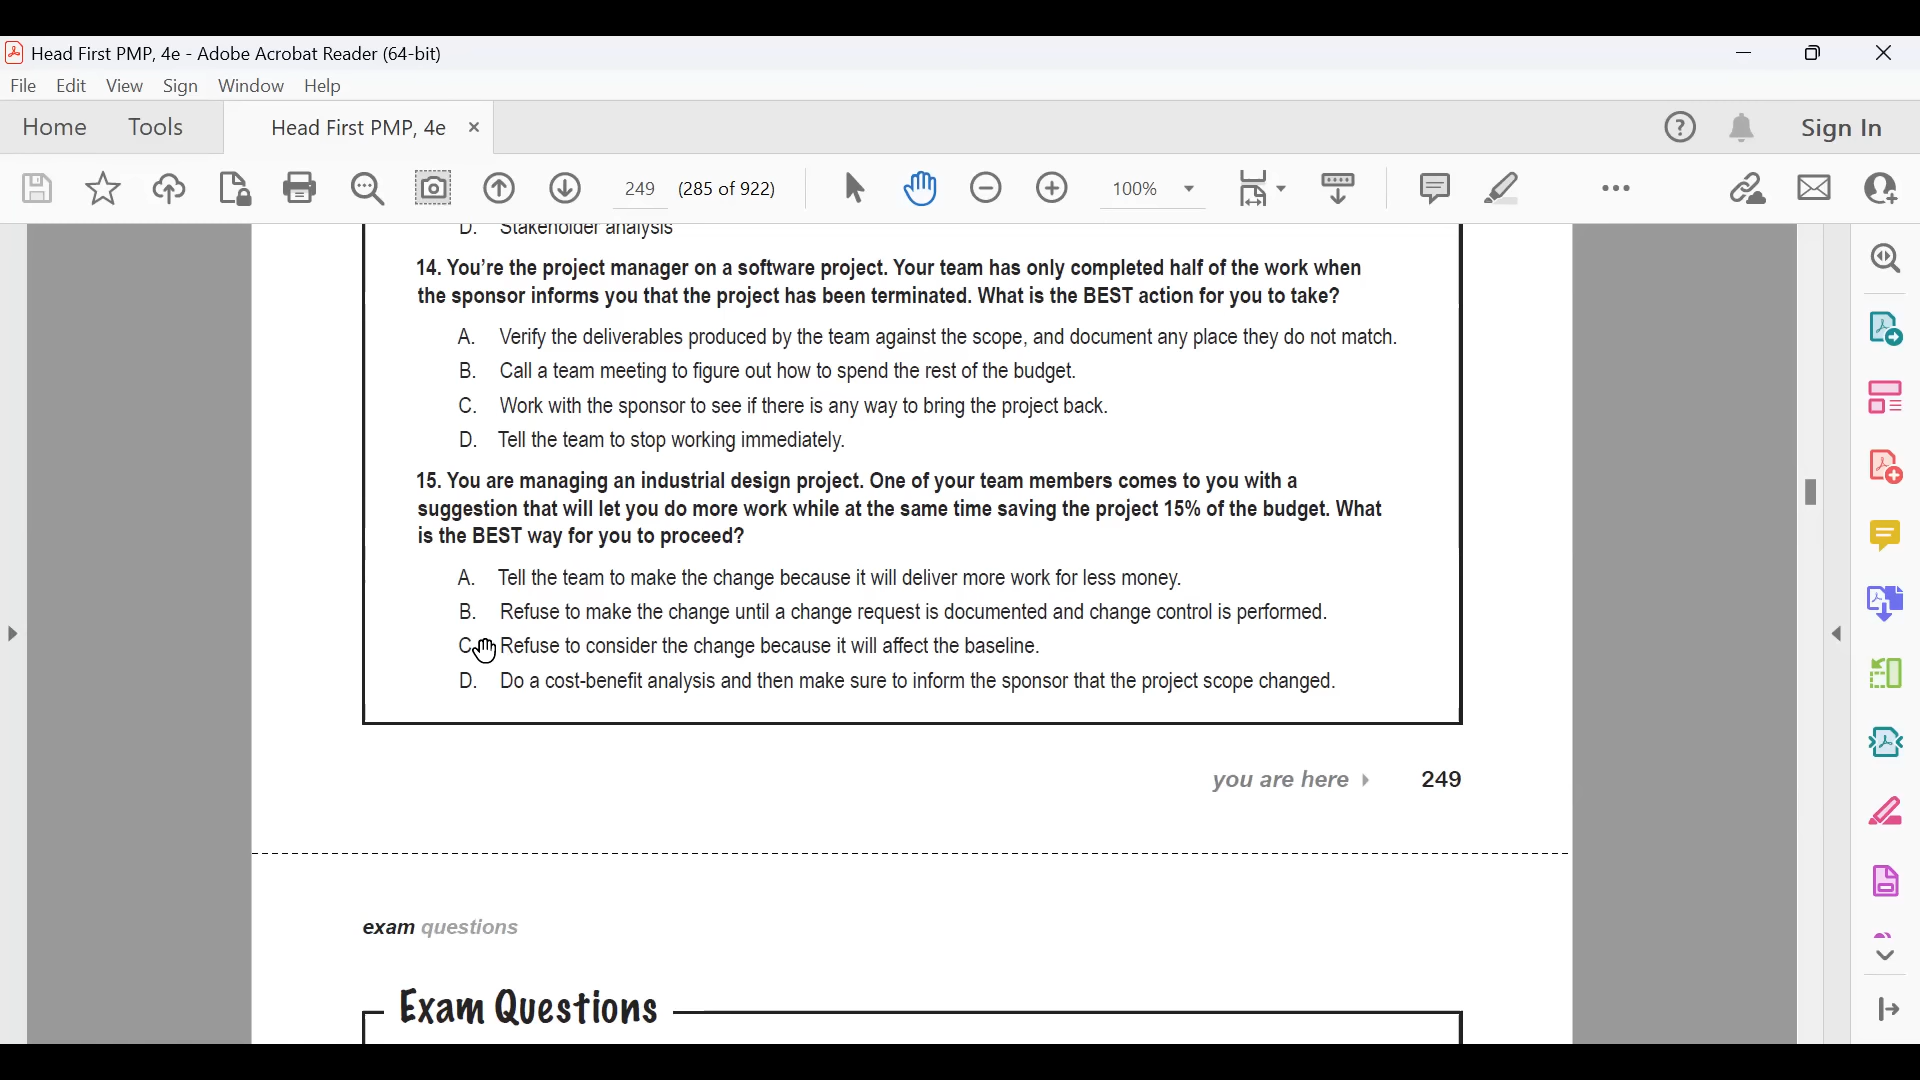 Head First PMP, 4e - Adobe Acrobat Reader (64-bit)
File Edit View Sign Window Help
Home Tools Head First PMP, 4e × Sign In
249 (285 of 922) 100%
D. Stakeholder analysis
14. You're the project manager on a software project. Your team has only completed half of the work when
the sponsor informs you that the project has been terminated. What is the BEST action for you to take?
A. Verify the deliverables produced by the team against the scope, and document any place they do not match.
B. Call a team meeting to figure out how to spend the rest of the budget.
C. Work with the sponsor to see if there is any way to bring the project back.
D. Tell the team to stop working immediately.
15. You are managing an industrial design project. One of your team members comes to you with a
suggestion that will let you do more work while at the same time saving the project 15% of the budget. What
is the BEST way for you to proceed?
A. Tell the team to make the change because it will deliver more work for less money.
B. Refuse to make the change until a change request is documented and change control is performed.
C. Refuse to consider the change because it will affect the baseline.
D. Do a cost-benefit analysis and then make sure to inform the sponsor that the project scope changed.
you are here 249
exam questions
Exam Questions